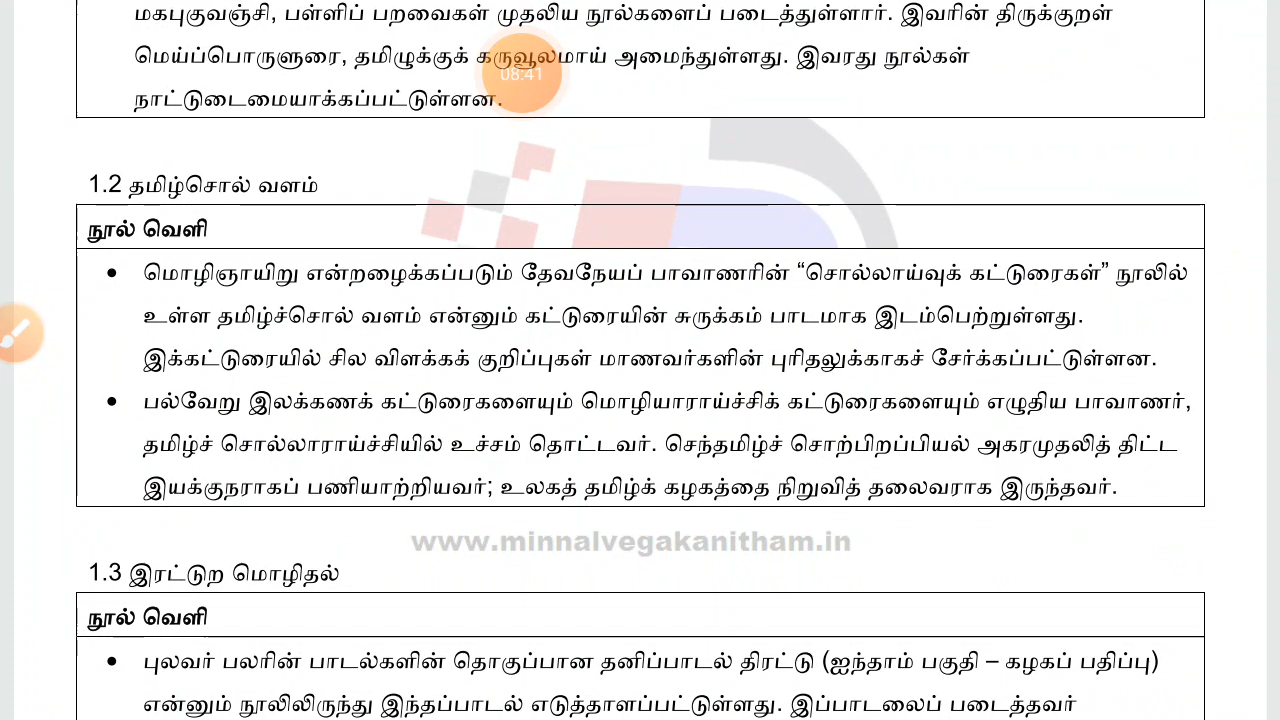 மகபுகுவஞ்சி, பள்ளிப் பறவைகள் முதலிய நூல்களைப் படைத்துள்ளார். இவரின் திருக்குறள்
மெய்ப்பொருளுரை, தமிழுக்குக் கருவூலமாய் அமைந்துள்ளது. இவரது நூல்கள்
08:41
நாட்டுடைமையாக்கப்பட்டுள்ளன.
1.2 தமிழ்சொல் வளம்
நூல் வெளி
• மொழிஞாயிறு என்றழைக்கப்படும் தேவநேயப் பாவாணரின் “சொல்லாய்வுக் கட்டுரைகள்” நூலில்
உள்ள தமிழ்ச்சொல் வளம் என்னும் கட்டுரையின் சுருக்கம் பாடமாக இடம்பெற்றுள்ளது.
இக்கட்டுரையில் சில விளக்கக் குறிப்புகள் மாணவர்களின் புரிதலுக்காகச் சேர்க்கப்பட்டுள்ளன.
• பல்வேறு இலக்கணக் கட்டுரைகளையும் மொழியாராய்ச்சிக் கட்டுரைகளையும் எழுதிய பாவாணர்,
தமிழ்ச் சொல்லாராய்ச்சியில் உச்சம் தொட்டவர். செந்தமிழ்ச் சொற்பிறப்பியல் அகரமுதலித் திட்ட
இயக்குநராகப் பணியாற்றியவர்; உலகத் தமிழ்க் கழகத்தை நிறுவித் தலைவராக இருந்தவர்.
www.minnalvegakanitham.in
1.3 இரட்டுற மொழிதல்
நூல் வெளி
• புலவர் பலரின் பாடல்களின் தொகுப்பான தனிப்பாடல் திரட்டு (ஐந்தாம் பகுதி – கழகப் பதிப்பு)
என்னும் நூலிலிருந்து இந்தப்பாடல் எடுத்தாளப்பட்டுள்ளது. இப்பாடலைப் படைத்தவர்